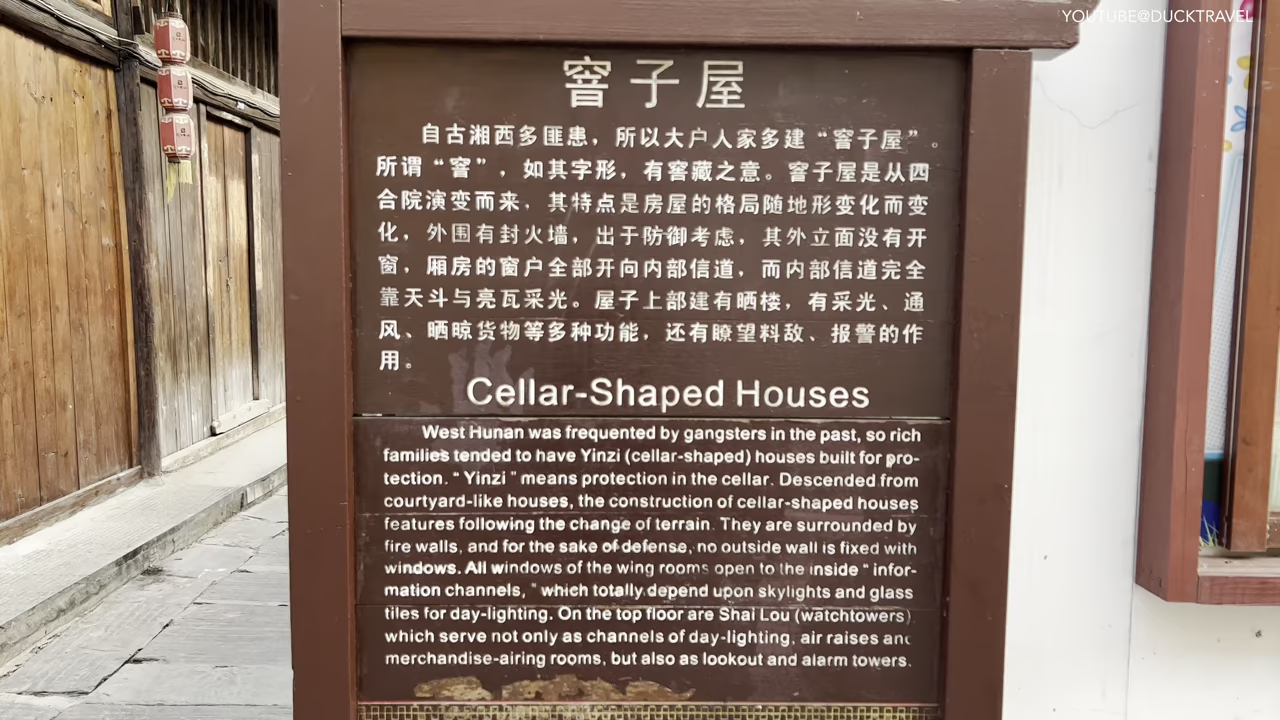 YOUTUBE@DUCKTRAVEL
窨子屋
自古湘西多匪患，所以大户人家多建“窨子屋”。
所谓“窨”，如其字形，有窖藏之意。窨子屋是从四
合院演变而来，其特点是房屋的格局随地形变化而变
化，外围有封火墙，出于防御考虑，其外立面没有开
窗，厢房的窗户全部开向内部信道，而内部信道完全
靠天斗与亮瓦采光。屋子上部建有晒楼，有采光、通
风、晒晾货物等多种功能，还有瞭望料敌、报警的作
用。
Cellar-Shaped Houses
West Hunan was frequented by gangsters in the past, so rich
families tended to have Yinzi (cellar-shaped) houses built for pro-
tection. “Yinzi” means protection in the cellar. Descended from
courtyard-like houses, the construction of cellar-shaped houses
features following the change of terrain. They are surrounded by
fire walls, and for the sake of defense, no outside wall is fixed with
windows. All windows of the wing rooms open to the inside “infor-
mation channels,” which totally depend upon skylights and glass
tiles for day-lighting. On the top floor are Shai Lou (watchtowers)
which serve not only as channels of day-lighting, air raises and
merchandise-airing rooms, but also as lookout and alarm towers.